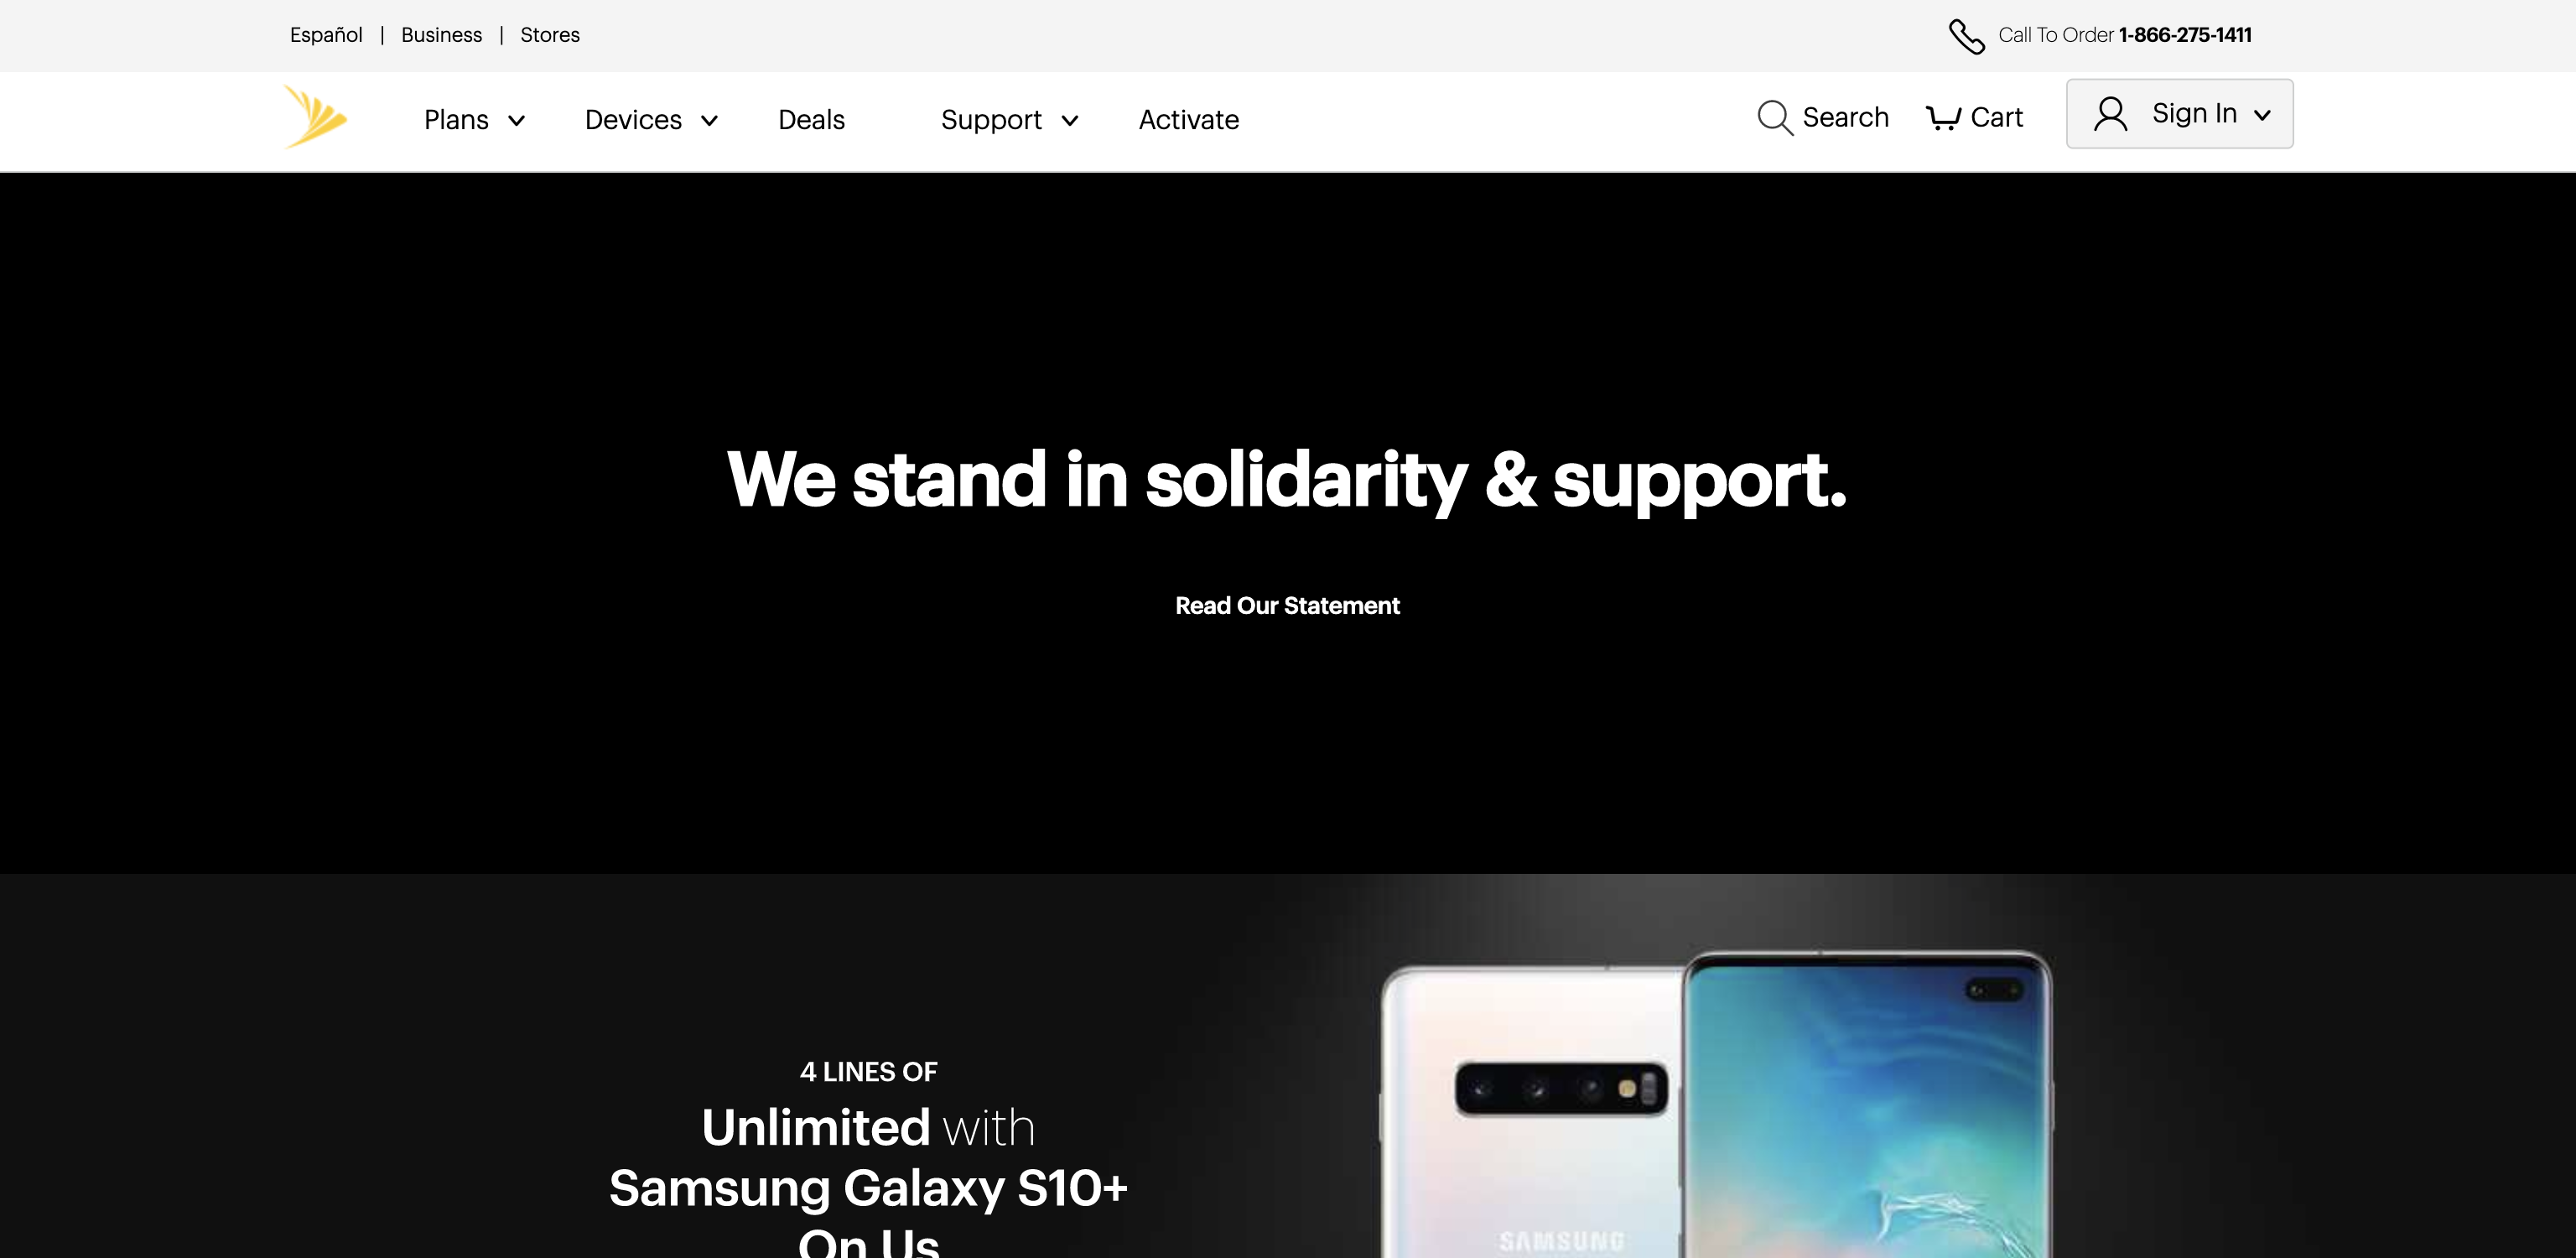 Español | Business | Stores
Call To Order 1-866-275-1411
Plans
Devices
Deals
Support
Activate
Search
Cart
Sign In
We stand in solidarity & support.
Read Our Statement
4 LINES OF
Unlimited with
Samsung Galaxy S10+
On Us
SAMSUNG